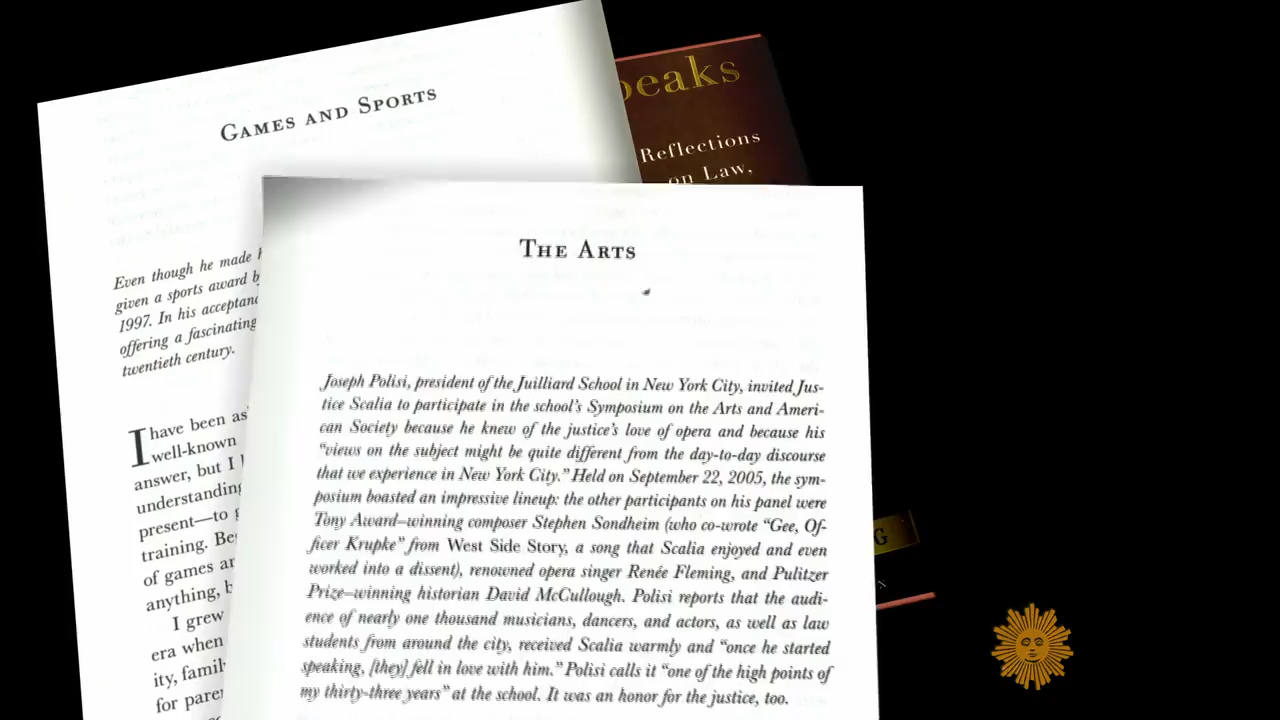 GAMES AND SPORTS
Even though he made
given a sports award
1997. In his
offering a fascinating
twentieth century.
I have been
well-known
answer, but I
understanding
present—to
training.
of games
anything,
I grew
era when
for
Reflections
on Law,
G
THE ARTS
Joseph Polisi, president of the Juilliard School in New York City, invited Jus-
tice Scalia to participate in the school's Symposium on the Arts and Ameri-
can Society because he knew of the justice's love of opera and because his
“views on the subject might be quite different from the day-to-day discourse
that we experience in New York City.” Held on September 22, 2005, the sym-
posium boasted an impressive lineup: the other participants on his panel were
Tony Award–winning composer Stephen Sondheim (who co-wrote “Gee, Of-
ficer Krupke” from West Side Story, a song that Scalia enjoyed and even
worked into a dissent), renowned opera singer Renée Fleming, and Pulitzer
Prize–winning historian David McCullough. Polisi reports that the audi-
ence of nearly one thousand musicians, dancers, and actors, as well as law
students from around the city, received Scalia warmly and “once he started
speaking, [they] fell in love with him.” Polisi calls it “one of the high points of
my thirty-three years” at the school. It was an honor for the justice, too.